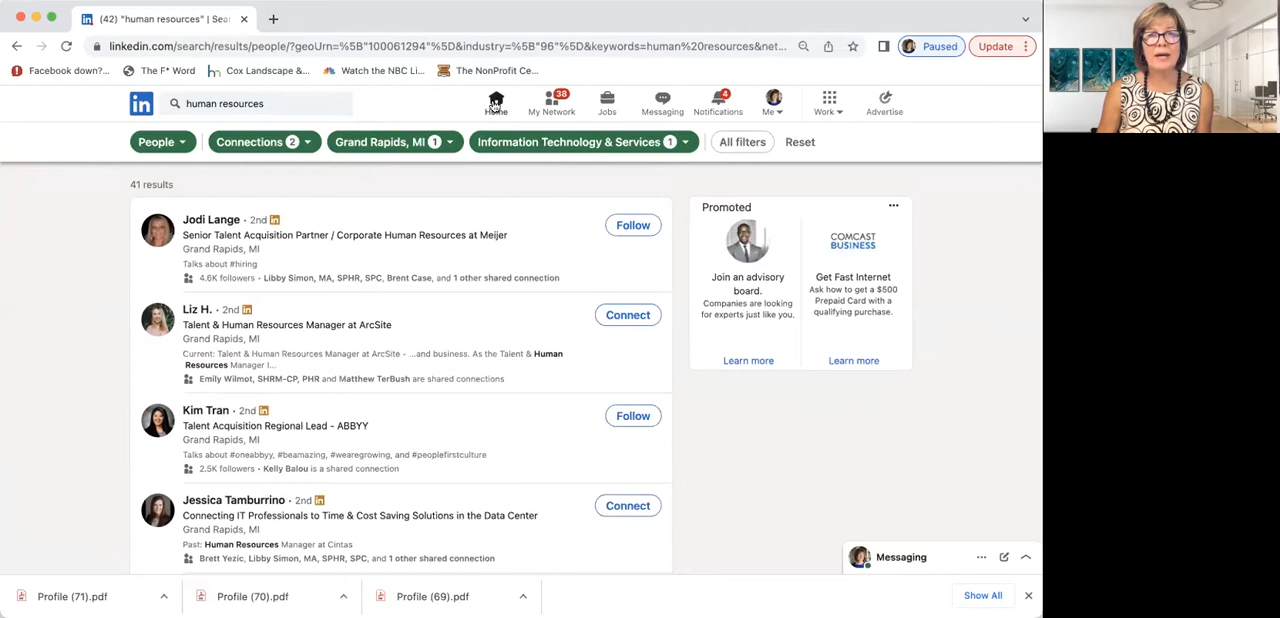 (42) "human resources" | Sea
linkedin.com/search/results/people/?geoUrn=%5B"100061294"%5D&industry=%5B"96"%5D&keywords=human%20resources&net...
Paused
Update
Facebook down?...
The F* Word
Cox Landscape &...
Watch the NBC Li...
The NonProfit Ce...
in
human resources
Home
38
My Network
Jobs
Messaging
4
Notifications
Me
Work
Advertise
People
Connections 2
Grand Rapids, MI 1
Information Technology & Services 1
All filters
Reset
41 results
Jodi Lange • 2nd in
Senior Talent Acquisition Partner / Corporate Human Resources at Meijer
Grand Rapids, MI
Talks about #hiring
4.6K followers • Libby Simon, MA, SPHR, SPC, Brent Case, and 1 other shared connection
Follow
Liz H. • 2nd in
Talent & Human Resources Manager at ArcSite
Grand Rapids, MI
Current: Talent & Human Resources Manager at ArcSite - ...and business. As the Talent & Human
Resources Manager I...
Emily Wilmot, SHRM-CP, PHR and Matthew TerBush are shared connections
Connect
Kim Tran • 2nd in
Talent Acquisition Regional Lead - ABBYY
Grand Rapids, MI
Talks about #oneabbyy, #beamazing, #wearegrowing, and #peoplefirstculture
2.5K followers • Kelly Balou is a shared connection
Follow
Jessica Tamburrino • 2nd in
Connecting IT Professionals to Time & Cost Saving Solutions in the Data Center
Grand Rapids, MI
Past: Human Resources Manager at Cintas
Brett Yezic, Libby Simon, MA, SPHR, SPC, and 1 other shared connection
Connect
Promoted
Join an advisory
board.
Companies are looking
for experts just like you.
Learn more
COMCAST
BUSINESS
Get Fast Internet
Ask how to get a $500
Prepaid Card with a
qualifying purchase.
Learn more
Messaging
Profile (71).pdf
Profile (70).pdf
Profile (69).pdf
Show All